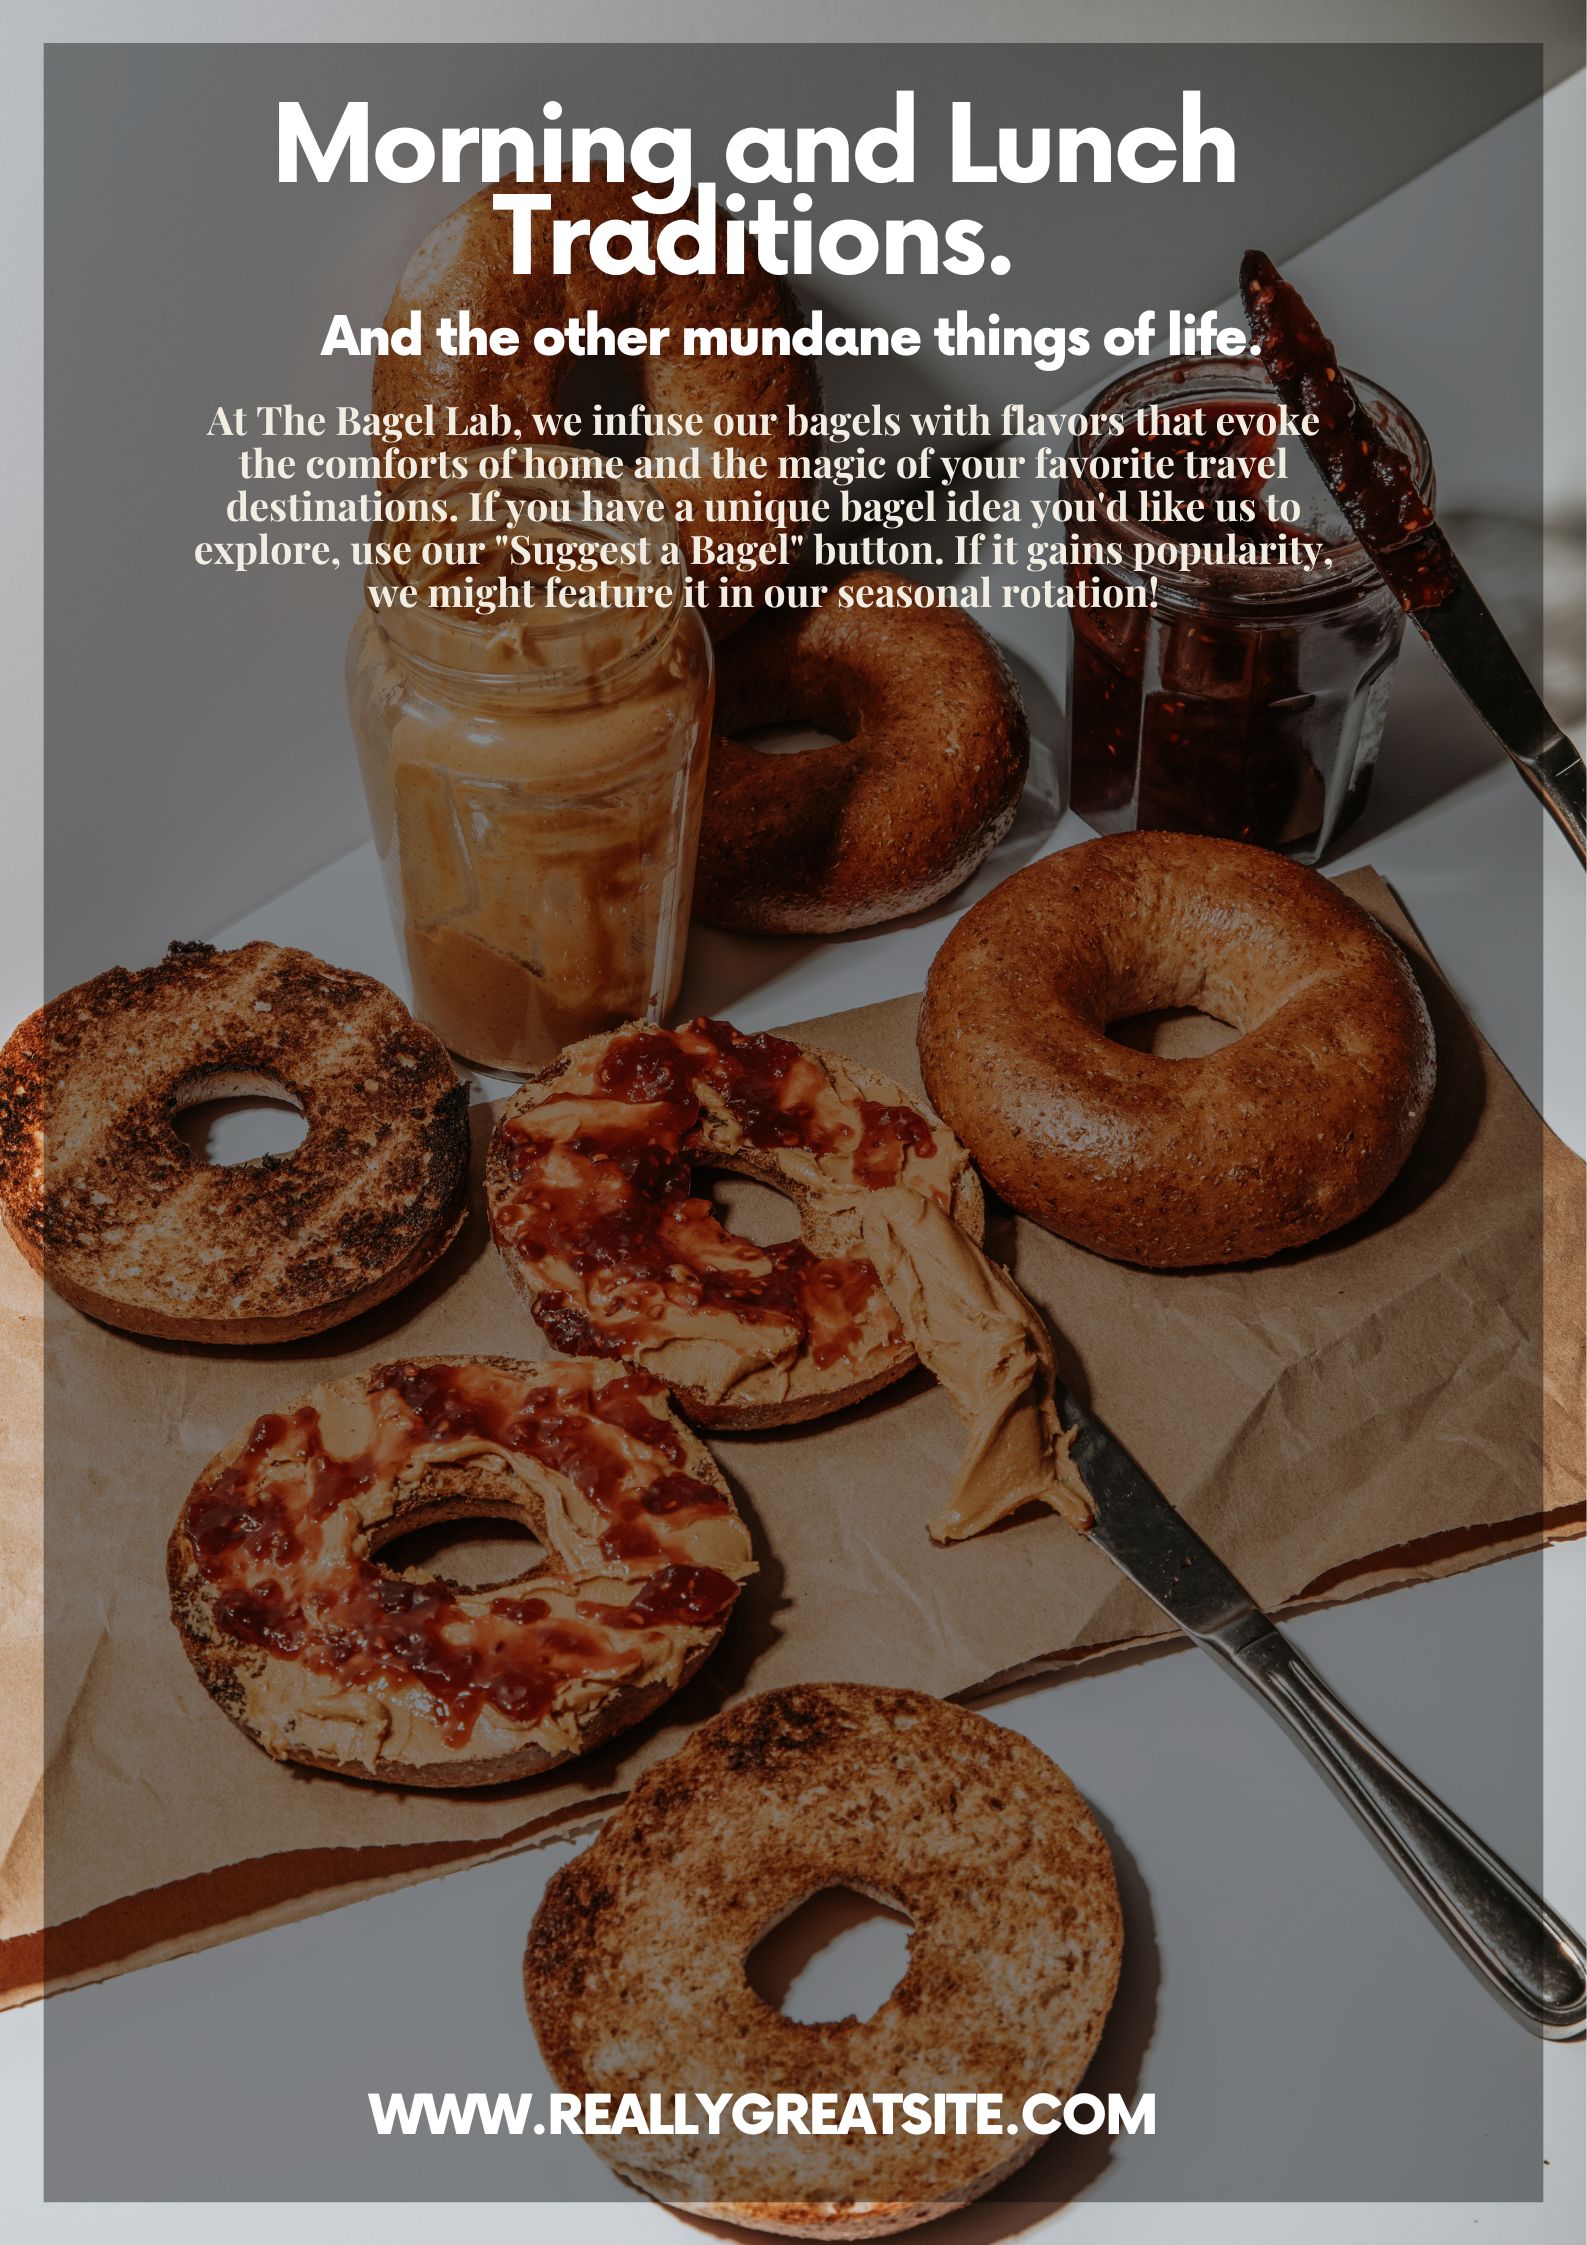 Morning and Lunch
Traditions.
And the other mundane things of life.
At The Bagel Lab, we infuse our bagels with flavors that evoke
the comforts of home and the magic of your favorite travel
destinations. If you have a unique bagel idea you'd like us to
explore, use our "Suggest a Bagel" button. If it gains popularity,
we might feature it in our seasonal rotation!
WWW.REALLYGREATSITE.COM